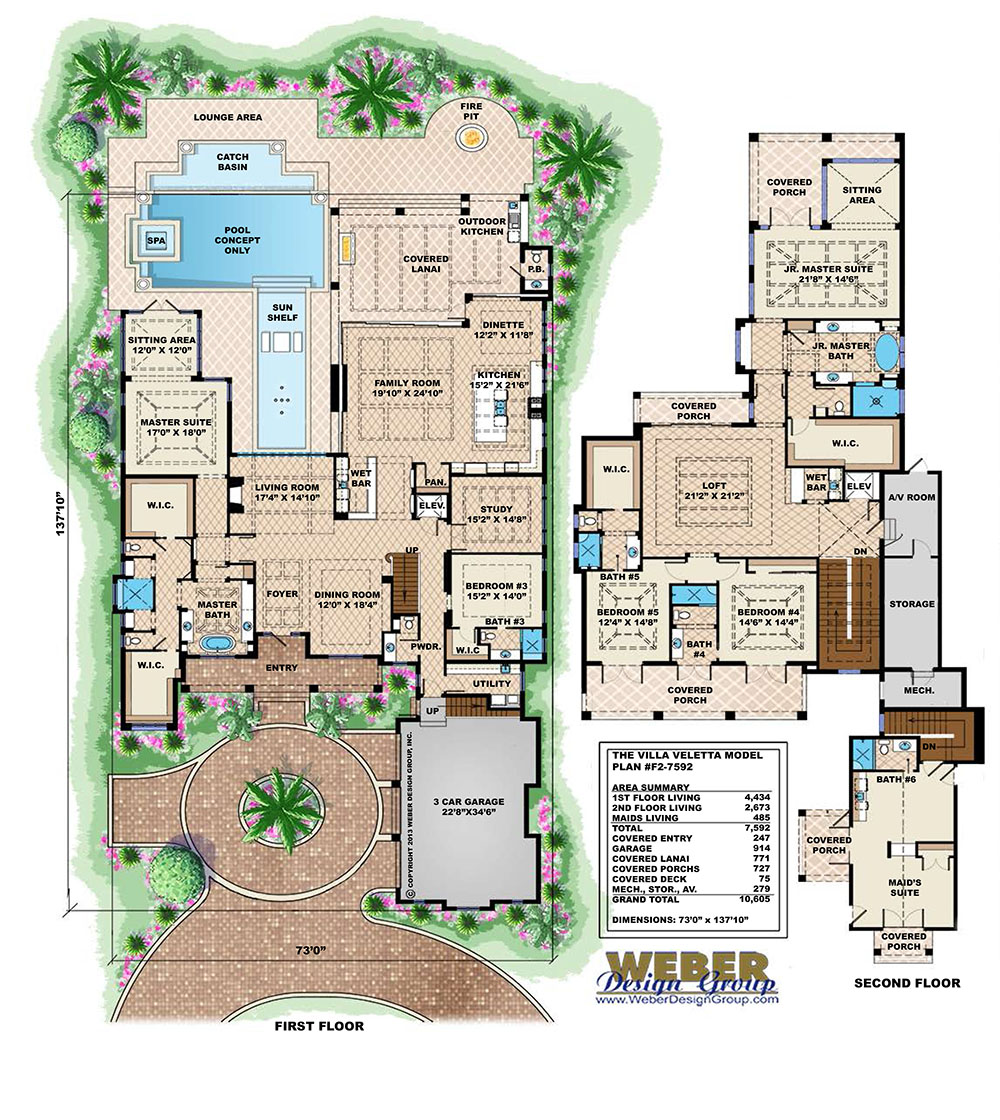 LOUNGE AREA
FIRE
PIT
CATCH
BASIN
OUTDOOR
KITCHEN
SPA
POOL
CONCEPT
ONLY
COVERED
LANAI
P.B.
SUN
SHELF
DINETTE
12'2" X 11'8"
SITTING AREA
12'0" X 12'0"
FAMILY ROOM
19'10" X 24'10"
KITCHEN
15'2" X 21'6"
MASTER SUITE
17'0" X 18'0"
LIVING ROOM
17'4" X 14'10"
WET
BAR
PAN.
W.I.C.
ELEV.
STUDY
15'2" X 14'8"
137'10"
UP
BEDROOM #3
15'2" X 14'0"
MASTER
BATH
FOYER
DINING ROOM
12'0" X 18'4"
BATH #3
PWDR.
W.I.C
W.I.C.
ENTRY
UTILITY
UP
3 CAR GARAGE
22'8"X34'6"
© COPYRIGHT 2013 WEBER DESIGN GROUP, INC.
73'0"
FIRST FLOOR
COVERED
PORCH
SITTING
AREA
JR. MASTER SUITE
21'8" X 14'6"
JR. MASTER
BATH
COVERED
PORCH
W.I.C.
W.I.C.
LOFT
21'2" X 21'2"
WET
BAR
ELEV
A/V ROOM
DN
BATH #5
BEDROOM #5
12'4" X 14'8"
BEDROOM #4
14'6" X 14'4"
STORAGE
BATH
#4
COVERED
PORCH
MECH.
DN
BATH #6
COVERED
PORCH
MAID'S
SUITE
COVERED
PORCH
SECOND FLOOR
THE VILLA VELETTA MODEL
PLAN #F2-7592
AREA SUMMARY
1ST FLOOR LIVING 4,434
2ND FLOOR LIVING 2,673
MAIDS LIVING 485
TOTAL 7,592
COVERED ENTRY 247
GARAGE 914
COVERED LANAI 771
COVERED PORCHS 727
COVERED DECK 75
MECH., STOR., AV. 279
GRAND TOTAL 10,605
DIMENSIONS: 73'0" x 137'10"
WEBER
Design Group
www.WeberDesignGroup.com